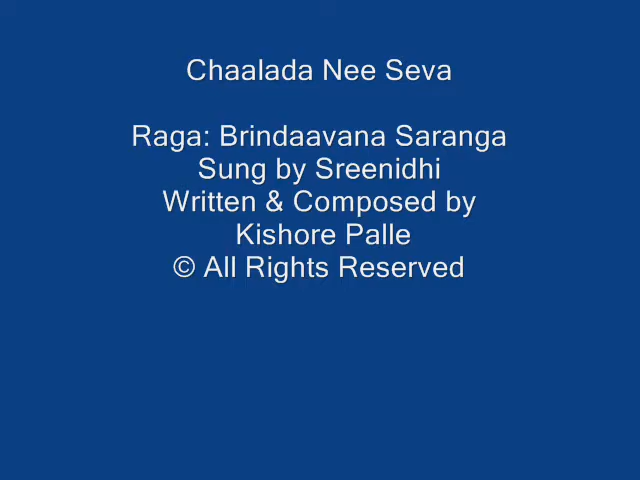 Chaalada Nee Seva
Raga: Brindaavana Saranga
Sung by Sreenidhi
Written & Composed by
Kishore Palle
© All Rights Reserved